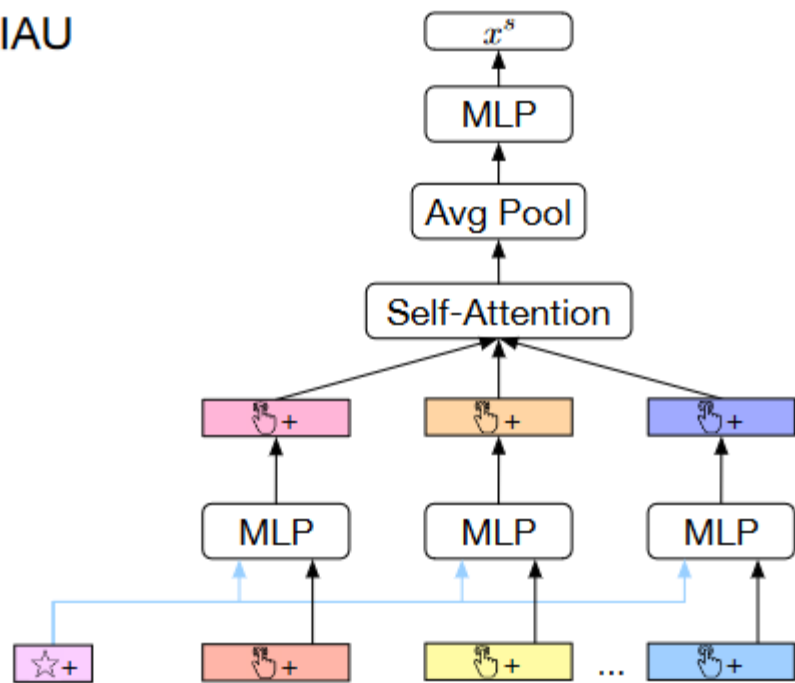 IAU
x^s
MLP
Avg Pool
Self-Attention
+ + +
MLP MLP MLP
☆+ + + ... +